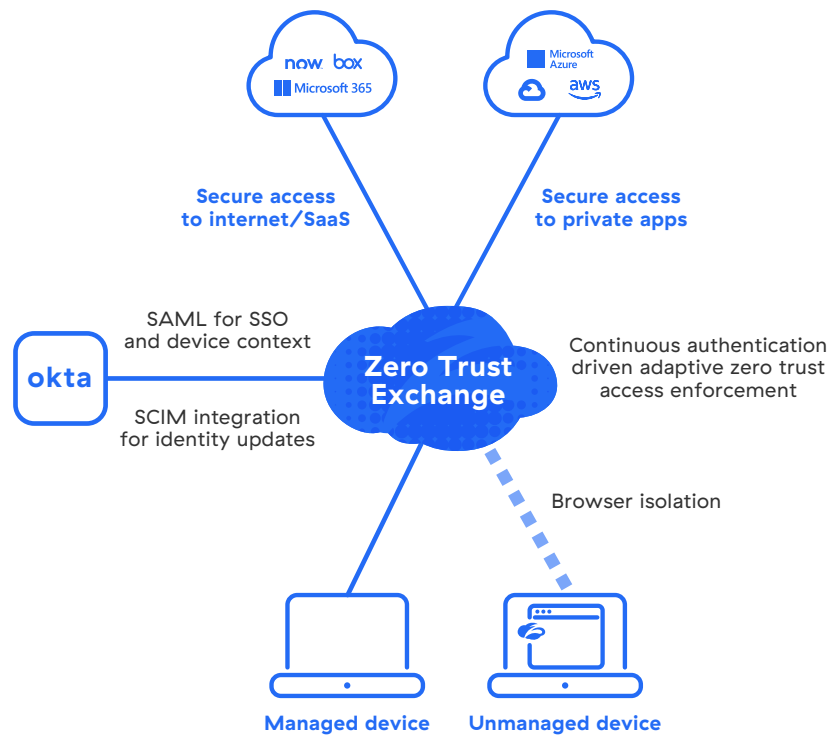 now box
Microsoft 365
Microsoft
Azure
aws
Secure access
to internet/SaaS
Secure access
to private apps
SAML for SSO
and device context
okta
SCIM integration
for identity updates
Zero Trust
Exchange
Continuous authentication
driven adaptive zero trust
access enforcement
Browser isolation
Managed device
Unmanaged device